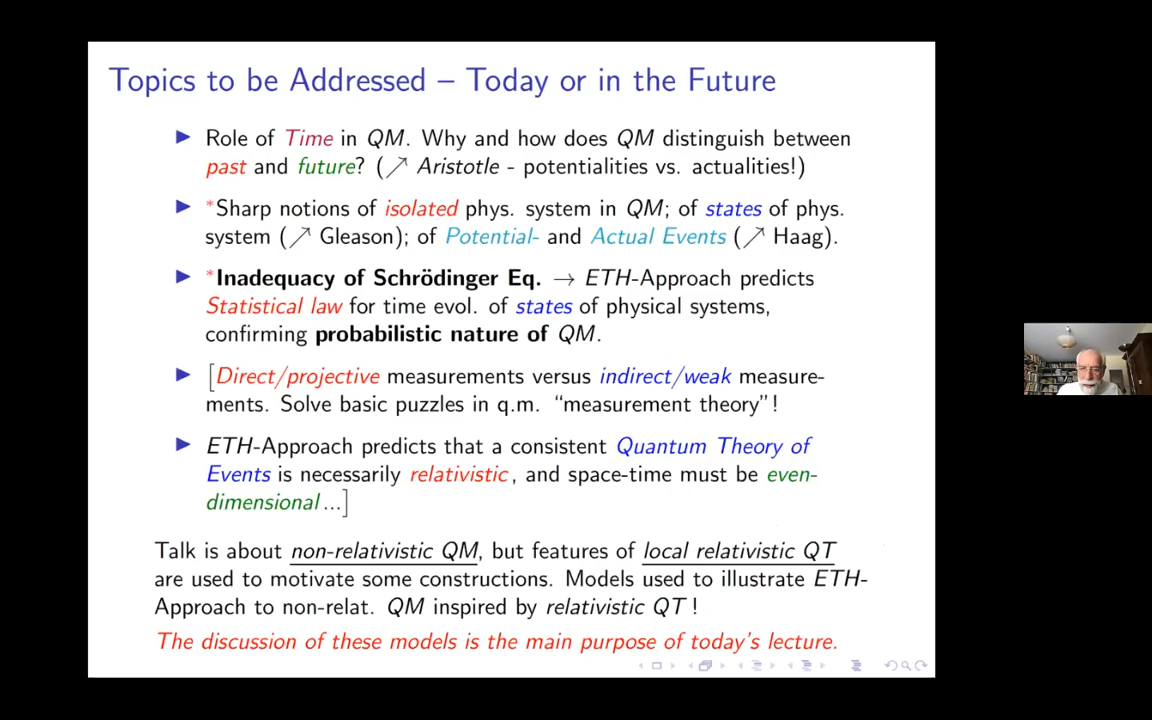 Topics to be Addressed – Today or in the Future
▶ Role of Time in QM. Why and how does QM distinguish between
past and future? (↗ Aristotle - potentialities vs. actualities!)
▶ *Sharp notions of isolated phys. system in QM; of states of phys.
system (↗ Gleason); of Potential- and Actual Events (↗ Haag).
▶ *Inadequacy of Schrödinger Eq. → ETH-Approach predicts
Statistical law for time evol. of states of physical systems,
confirming probabilistic nature of QM.
▶ [Direct/projective measurements versus indirect/weak measure-
ments. Solve basic puzzles in q.m. “measurement theory”!
▶ ETH-Approach predicts that a consistent Quantum Theory of
Events is necessarily relativistic, and space-time must be even-
dimensional ...]
Talk is about non-relativistic QM, but features of local relativistic QT
are used to motivate some constructions. Models used to illustrate ETH-
Approach to non-relat. QM inspired by relativistic QT !
The discussion of these models is the main purpose of today's lecture.